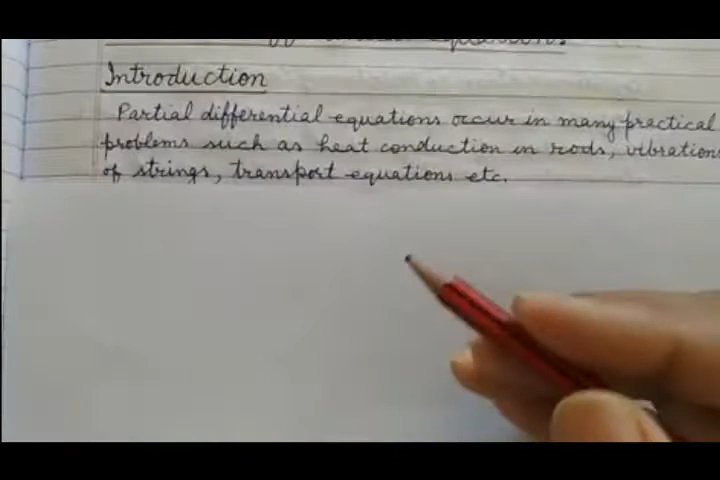 Introduction
Partial differential equations occur in many practical
problems such as heat conduction in rods, vibrations
of strings, transport equations etc.